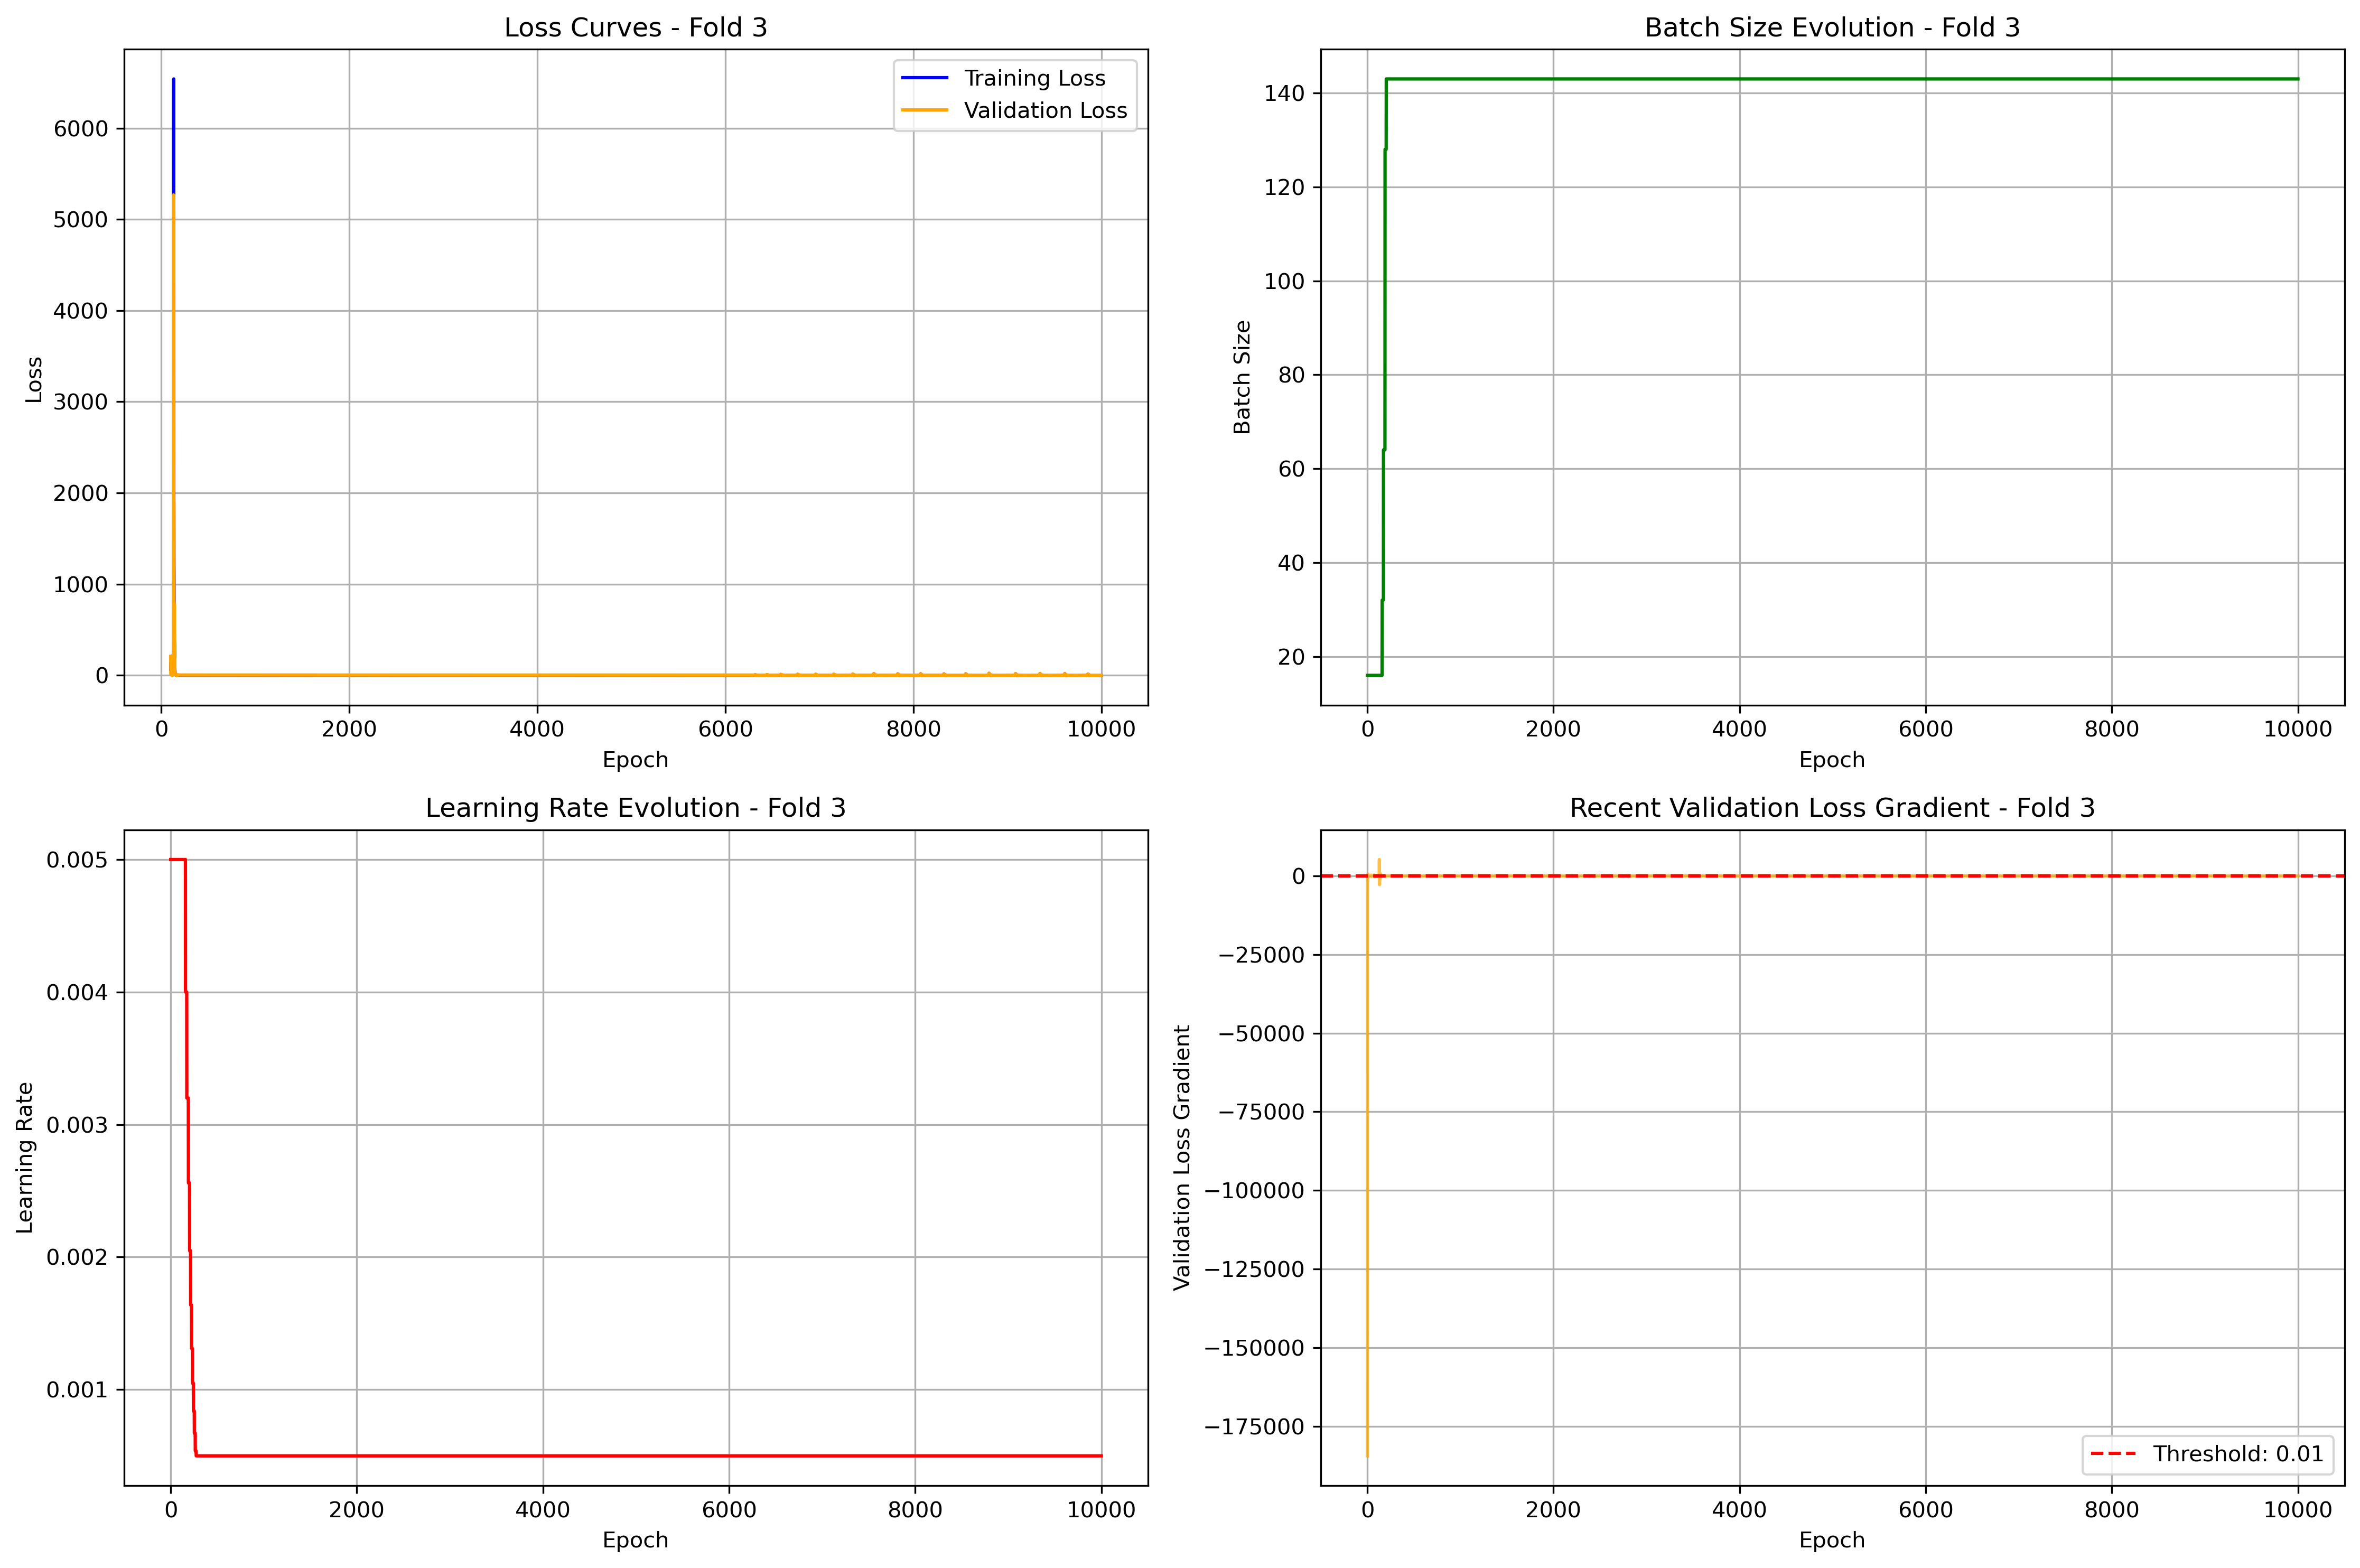 Loss Curves - Fold 3
6000
5000
4000
3000
2000
1000
0
Loss
Training Loss
Validation Loss
0 2000 4000 6000 8000 10000
Epoch
Batch Size Evolution - Fold 3
140
120
100
80
60
40
20
Batch Size
0 2000 4000 6000 8000 10000
Epoch
Learning Rate Evolution - Fold 3
0.005
0.004
0.003
0.002
0.001
Learning Rate
0 2000 4000 6000 8000 10000
Epoch
Recent Validation Loss Gradient - Fold 3
0
−25000
−50000
−75000
−100000
−125000
−150000
−175000
Validation Loss Gradient
Threshold: 0.01
0 2000 4000 6000 8000 10000
Epoch